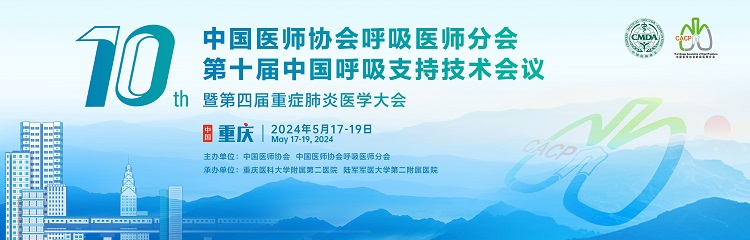 10th
中国医师协会呼吸医师分会
第十届中国呼吸支持技术会议
暨第四届重症肺炎医学大会
中国 重庆 2024年5月17-19日
May 17-19, 2024
主办单位:中国医师协会 中国医师协会呼吸医师分会
承办单位:重庆医科大学附属第二医院 陆军军医大学第二附属医院
CMDA
CACP
CACP